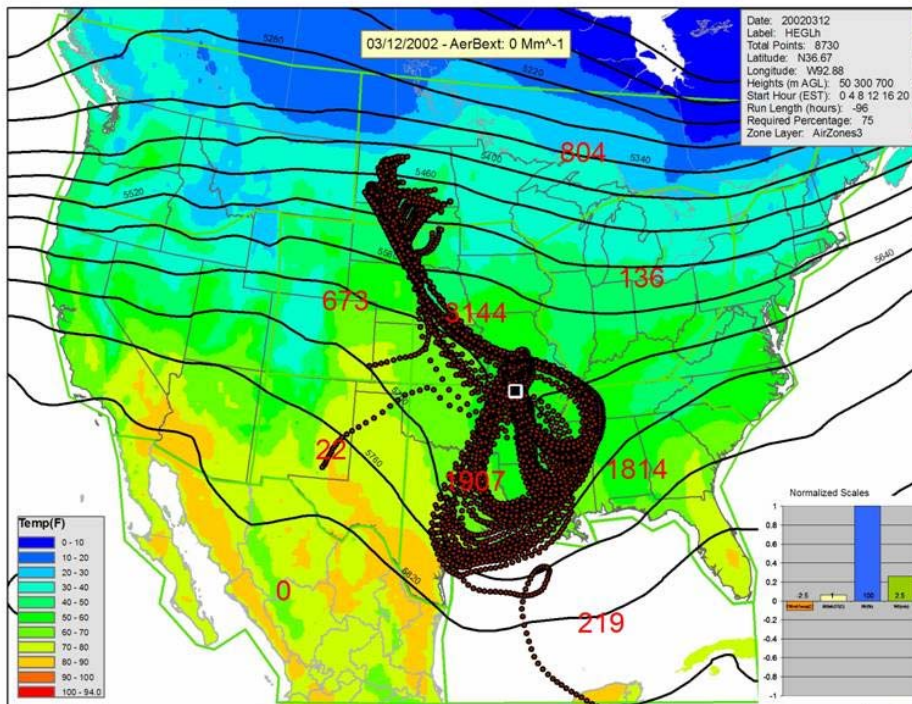 03/12/2002 - AerBext: 0 Mm^-1
Date: 20020312
Label: HEGLh
Total Points: 8730
Latitude: N36.67
Longitude: W92.88
Heights (m AGL): 50 300 700
Start Hour (EST): 0 4 8 12 16 20
Run Length (hours): -96
Required Percentage: 75
Zone Layer: AirZones3
5280
5220
804
5340
5400
5460
5520
5640
136
673
3144
22
5760
1907
1814
5820
0
219
Temp(F)
0 - 10
10 - 20
20 - 30
30 - 40
40 - 50
50 - 60
60 - 70
70 - 80
80 - 90
90 - 100
100 - 94.0
Normalized Scales
1
0.8
0.6
0.4
0.2
0
-0.2
-0.4
-0.6
-0.8
-1
-2.5
1
100
2.5